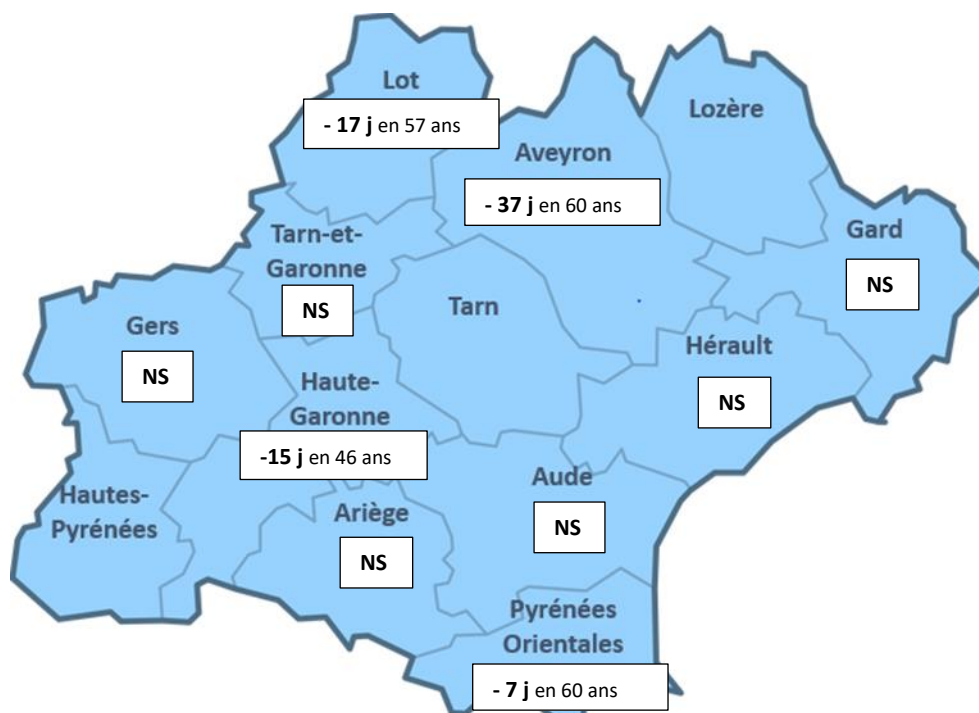 Lot
- 17 j en 57 ans
Lozère
Aveyron
- 37 j en 60 ans
Gard
NS
Tarn-et-
Garonne
NS
Tarn
Gers
NS
Hérault
NS
Haute-
Garonne
-15 j en 46 ans
Aude
NS
Hautes-
Pyrénées
Ariège
NS
Pyrénées
Orientales
- 7 j en 60 ans